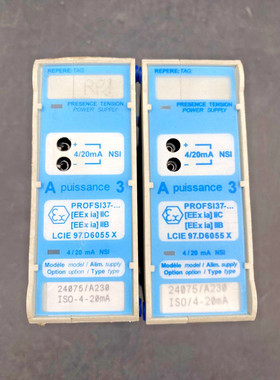 REPERE/TAG
PRESENCE TENSION
POWER SUPPLY
+
4/20mA NSI
-
A puissance 3
PROFSI37-...
[EEx ia] IIC
[EEx ia] IIB
LCIE 97.D6055 X
4/20 mA NSI
Modèle model / Alim. supply
Option option / Type type
24075/A230
ISO-4-20mA
REPERE/TAG
PRESENCE TENSION
POWER SUPPLY
+
4/20mA NSI
-
A puissance 3
PROFSI37-...
[EEx ia] IIC
[EEx ia] IIB
LCIE 97.D6055 X
4/20 mA NSI
Modèle model / Alim. supply
Option option / Type type
24075/A230
ISO/4-20mA